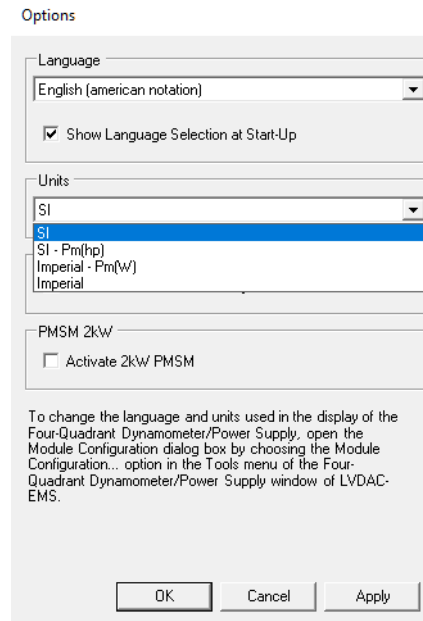 Options
Language
English (american notation)
Show Language Selection at Start-Up
Units
SI
SI
SI - Pm(hp)
Imperial - Pm(W)
Imperial
PMSM 2kW
Activate 2kW PMSM
To change the language and units used in the display of the
Four-Quadrant Dynamometer/Power Supply, open the
Module Configuration dialog box by choosing the Module
Configuration... option in the Tools menu of the Four-
Quadrant Dynamometer/Power Supply window of LVDAC-
EMS.
OK
Cancel
Apply